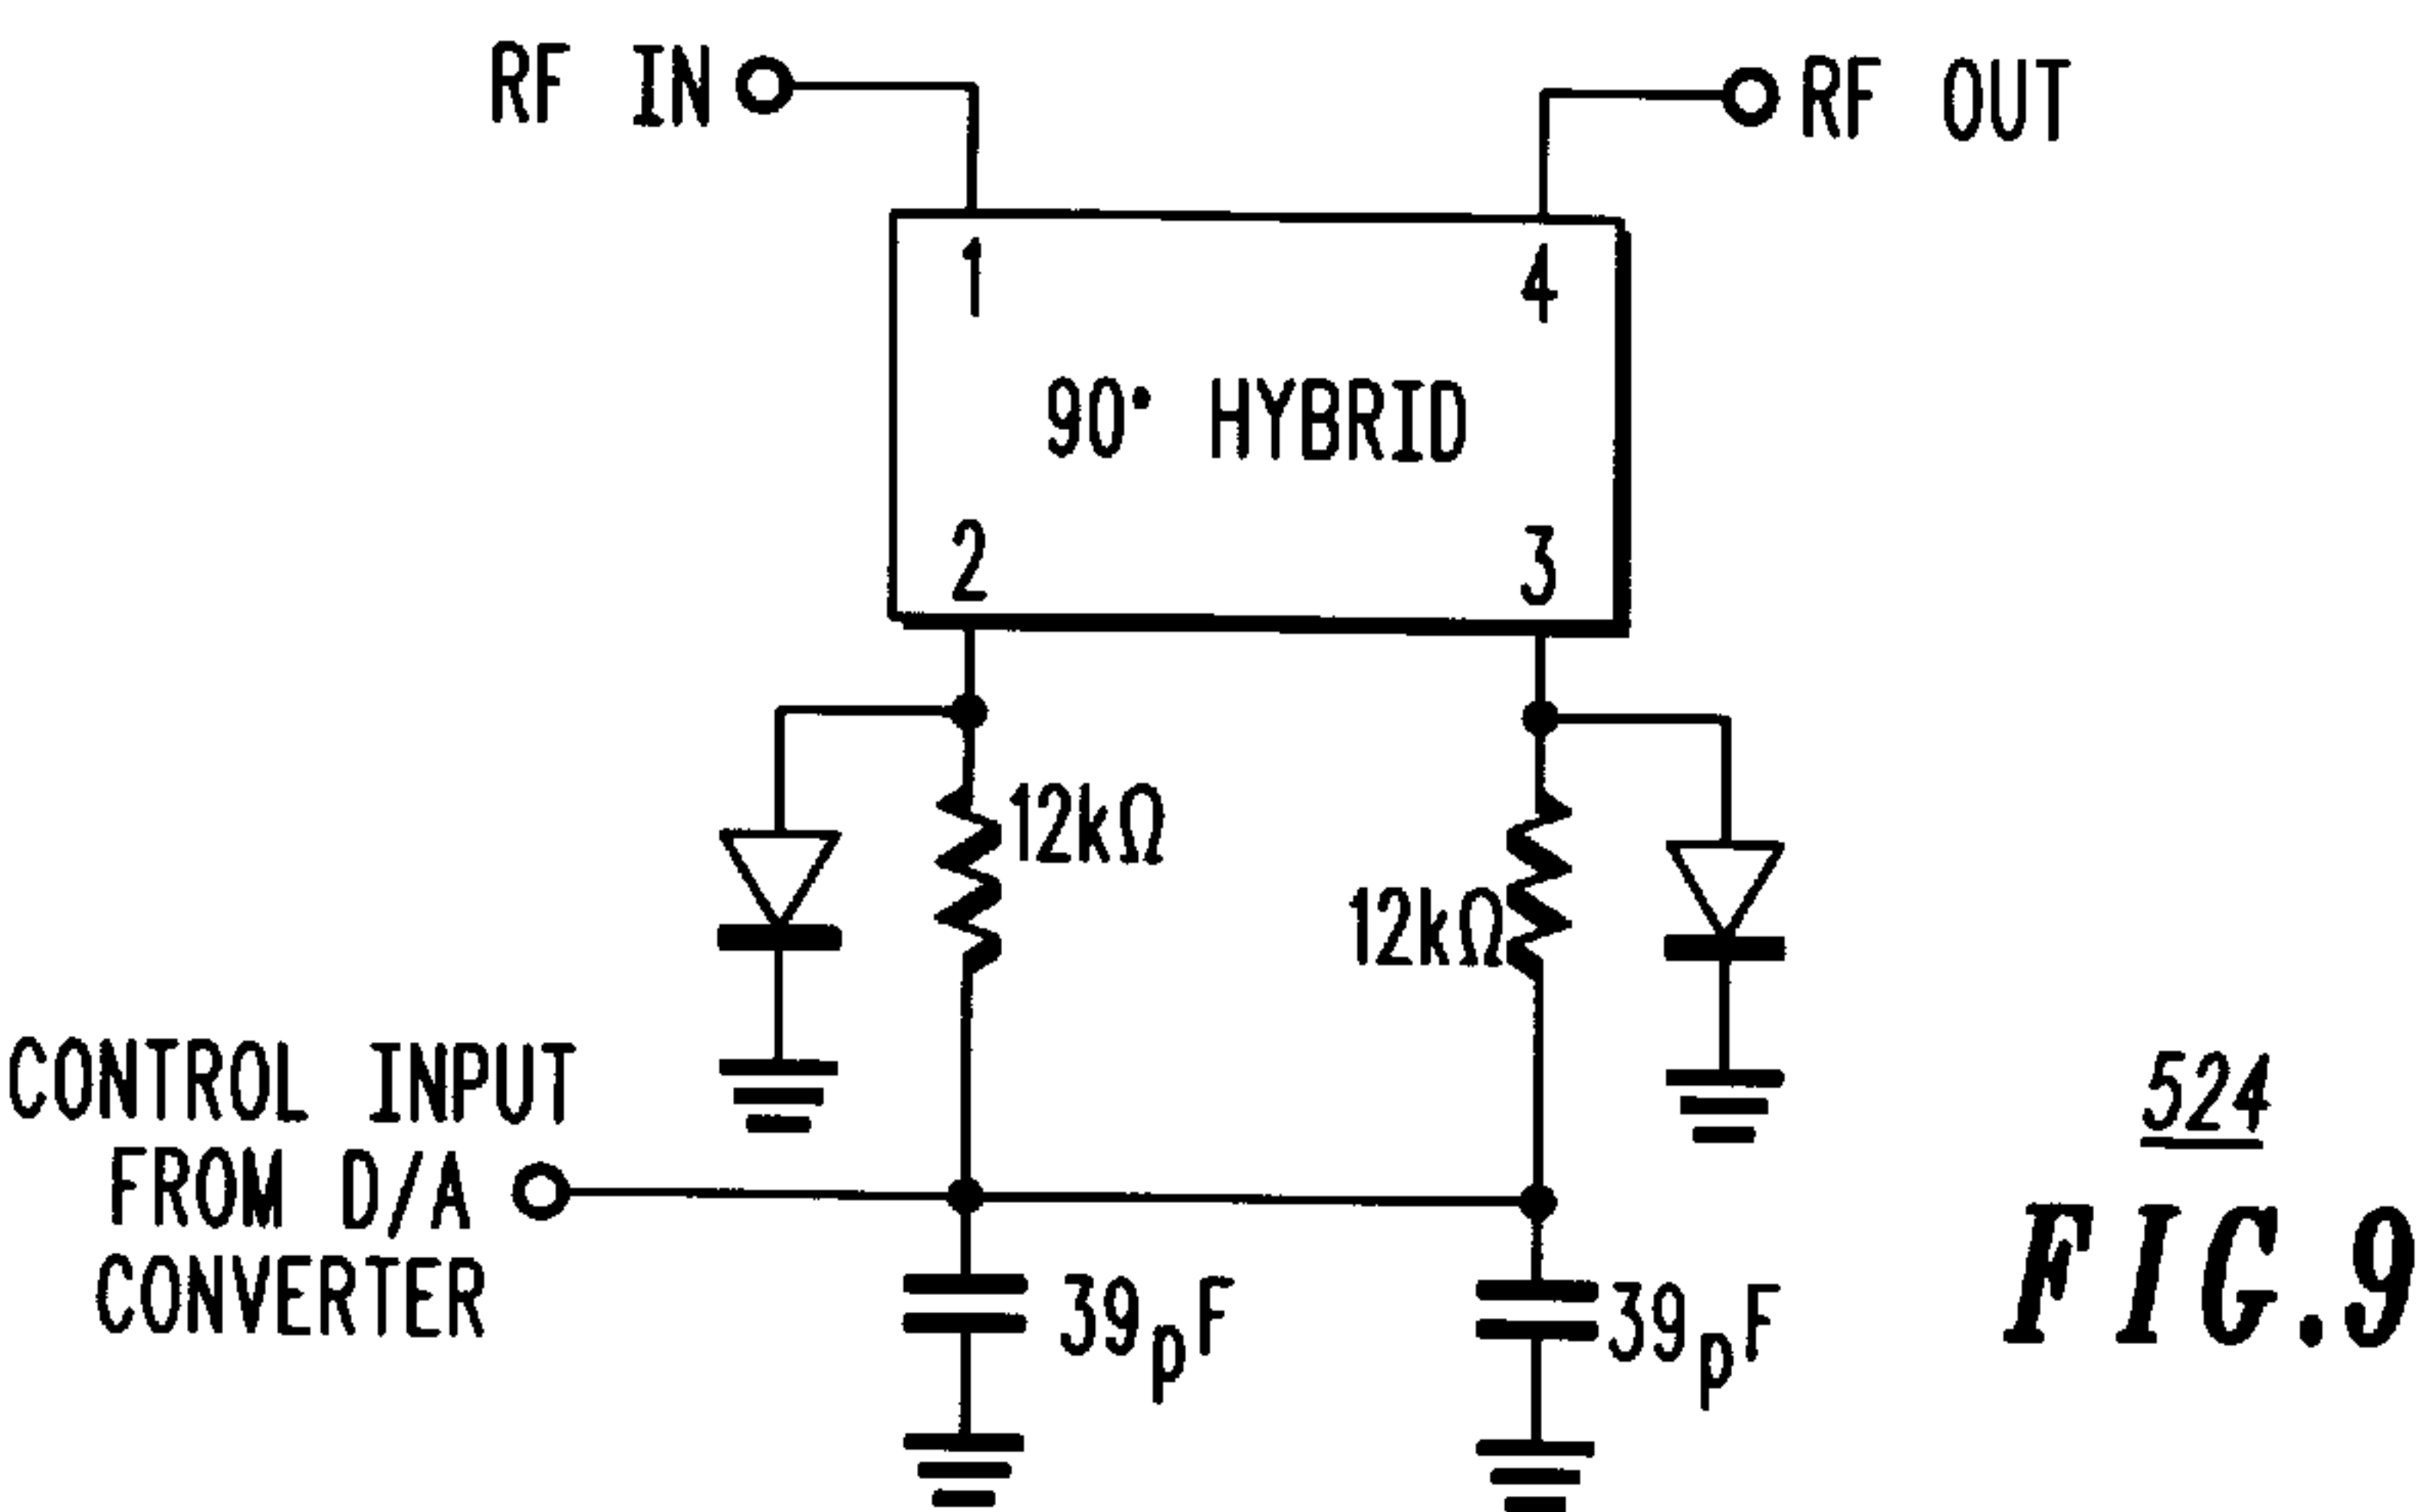 RF IN
RF OUT
1
4
90° HYBRID
2
3
12kΩ
12kΩ
CONTROL INPUT
FROM D/A
CONVERTER
39pF
39pF
524
FIG.9